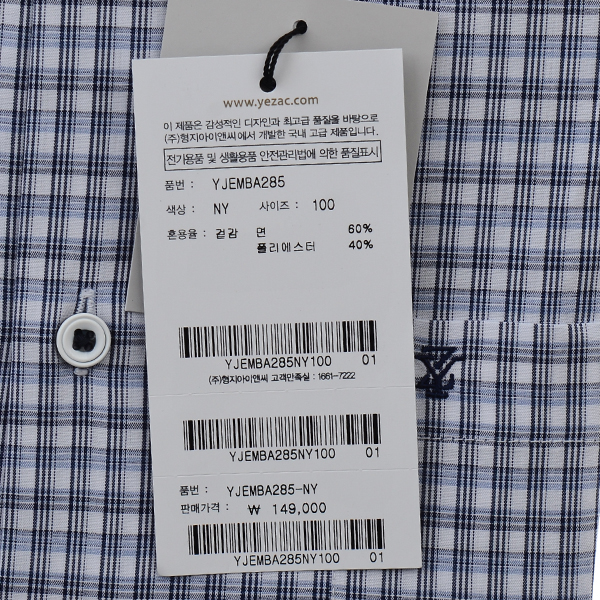 www.yezac.com
이 제품은 감성적인 디자인과 최고급 품질을 바탕으로
(주)형지아이앤씨에서 개발한 국내 고급 제품입니다.
전기용품 및 생활용품 안전관리법에 의한 품질표시
품번 : YJEMBA285
색상 : NY 사이즈 : 100
혼용율 : 겉감 면 60%
폴리에스터 40%
YJEMBA285NY100 01
(주)형지아이앤씨 고객만족실 : 1661-7222
YJEMBA285NY100 01
품번 : YJEMBA285-NY
판매가격 : ₩ 149,000
YJEMBA285NY100 01